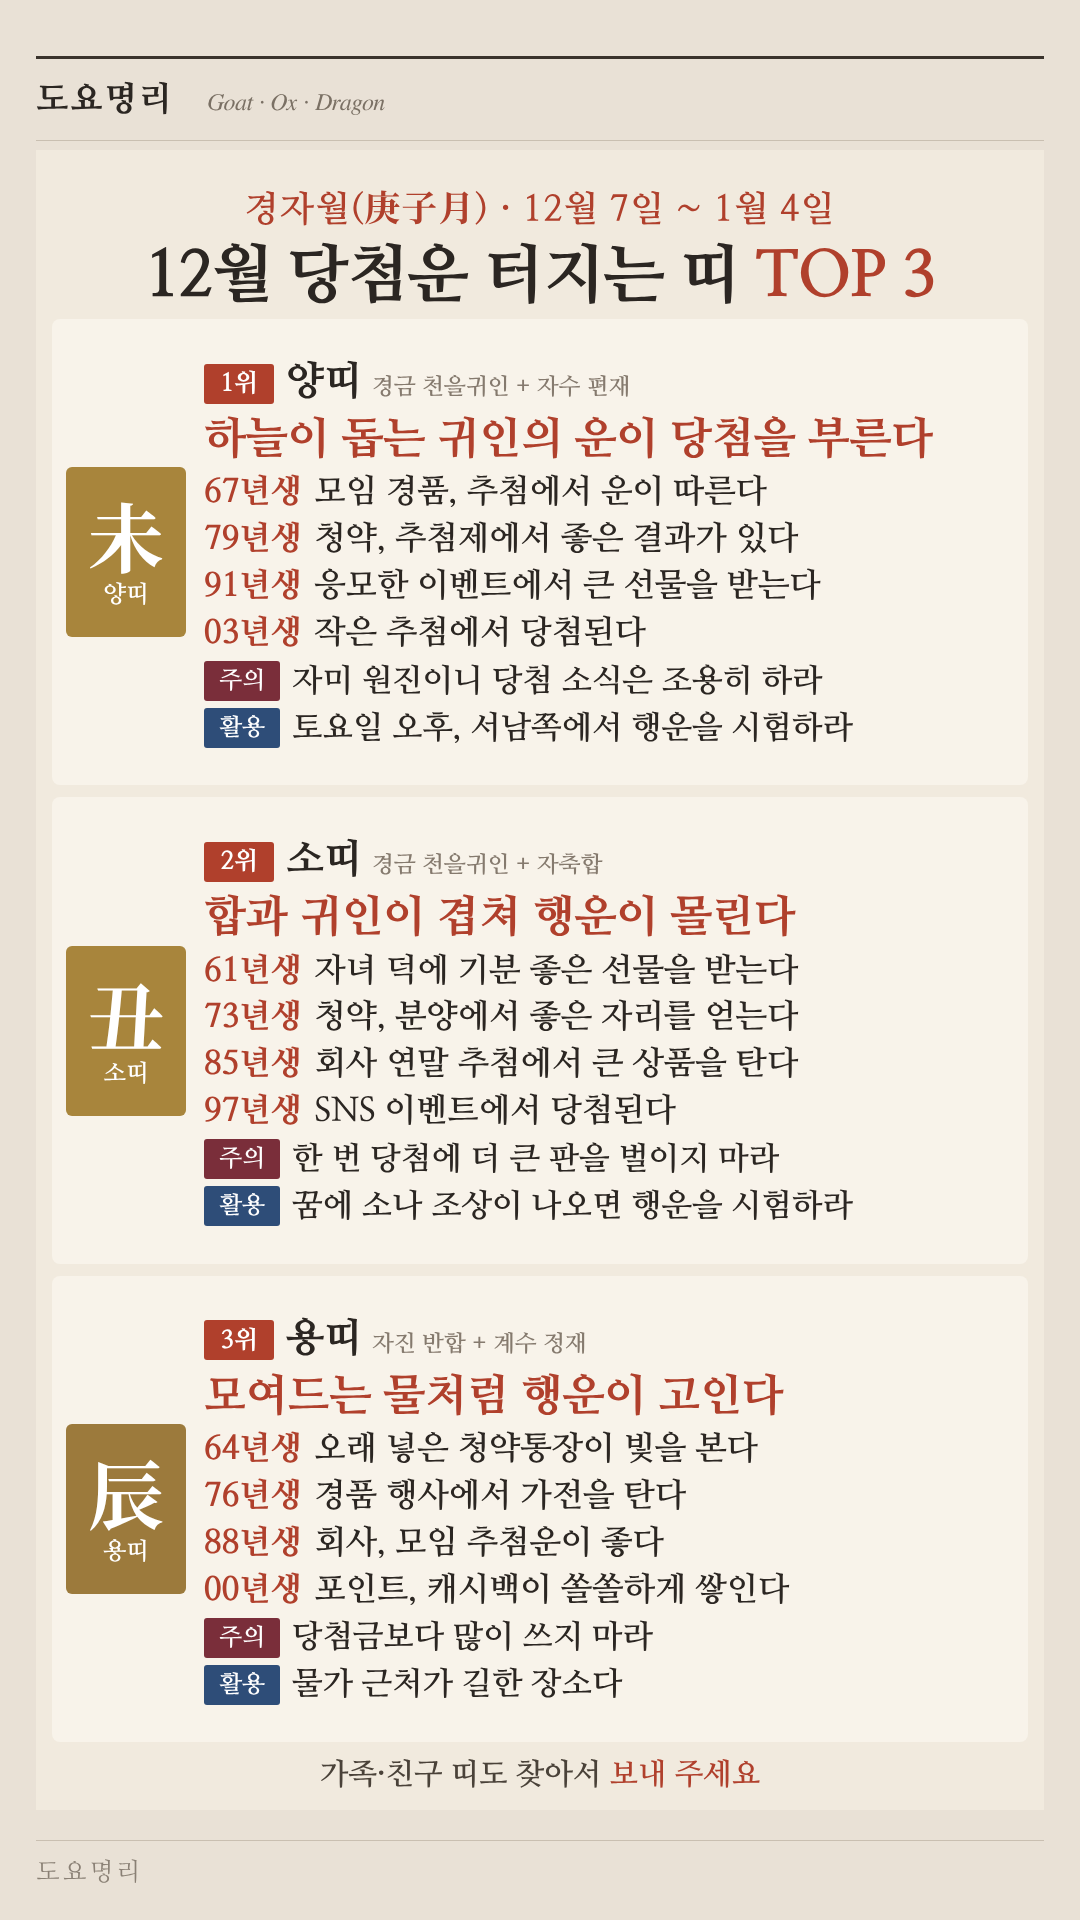 도요명리 Goat · Ox · Dragon
경자월(庚子月) · 12월 7일 ~ 1월 4일
12월 당첨운 터지는 띠 TOP 3
未
양띠
1위 양띠 경금 천을귀인 + 자수 편재
하늘이 돕는 귀인의 운이 당첨을 부른다
67년생 모임 경품, 추첨에서 운이 따른다
79년생 청약, 추첨제에서 좋은 결과가 있다
91년생 응모한 이벤트에서 큰 선물을 받는다
03년생 작은 추첨에서 당첨된다
주의 자미 원진이니 당첨 소식은 조용히 하라
활용 토요일 오후, 서남쪽에서 행운을 시험하라
丑
소띠
2위 소띠 경금 천을귀인 + 자축합
합과 귀인이 겹쳐 행운이 몰린다
61년생 자녀 덕에 기분 좋은 선물을 받는다
73년생 청약, 분양에서 좋은 자리를 얻는다
85년생 회사 연말 추첨에서 큰 상품을 탄다
97년생 SNS 이벤트에서 당첨된다
주의 한 번 당첨에 더 큰 판을 벌이지 마라
활용 꿈에 소나 조상이 나오면 행운을 시험하라
辰
용띠
3위 용띠 자진 반합 + 계수 정재
모여드는 물처럼 행운이 고인다
64년생 오래 넣은 청약통장이 빛을 본다
76년생 경품 행사에서 가전을 탄다
88년생 회사, 모임 추첨운이 좋다
00년생 포인트, 캐시백이 쏠쏠하게 쌓인다
주의 당첨금보다 많이 쓰지 마라
활용 물가 근처가 길한 장소다
가족·친구 띠도 찾아서 보내 주세요
도요명리